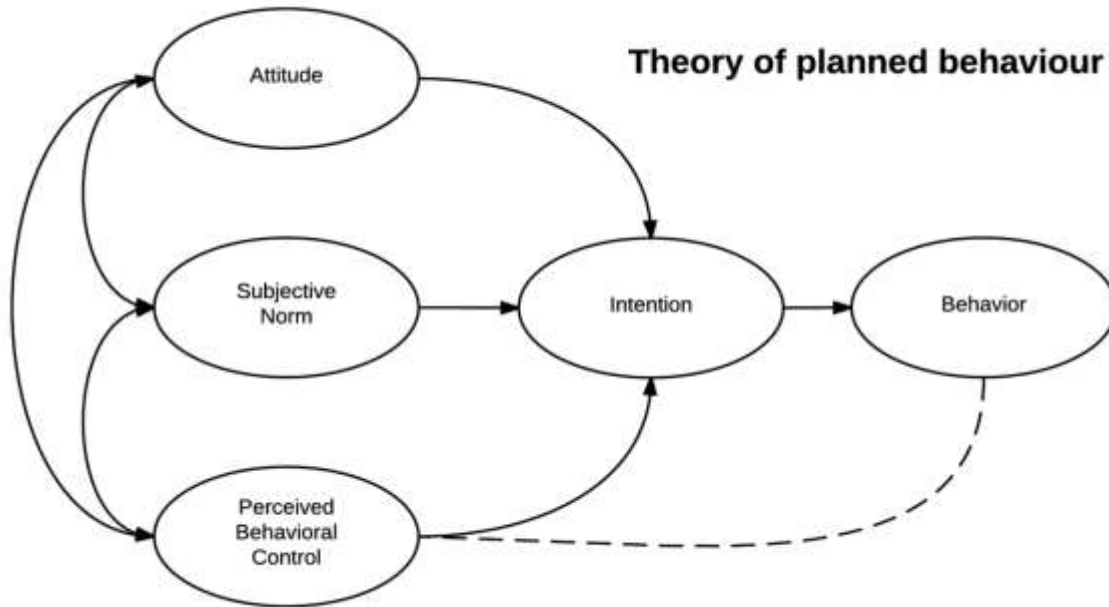 Theory of planned behaviour
Attitude
Subjective
Norm
Intention
Behavior
Perceived
Behavioral
Control